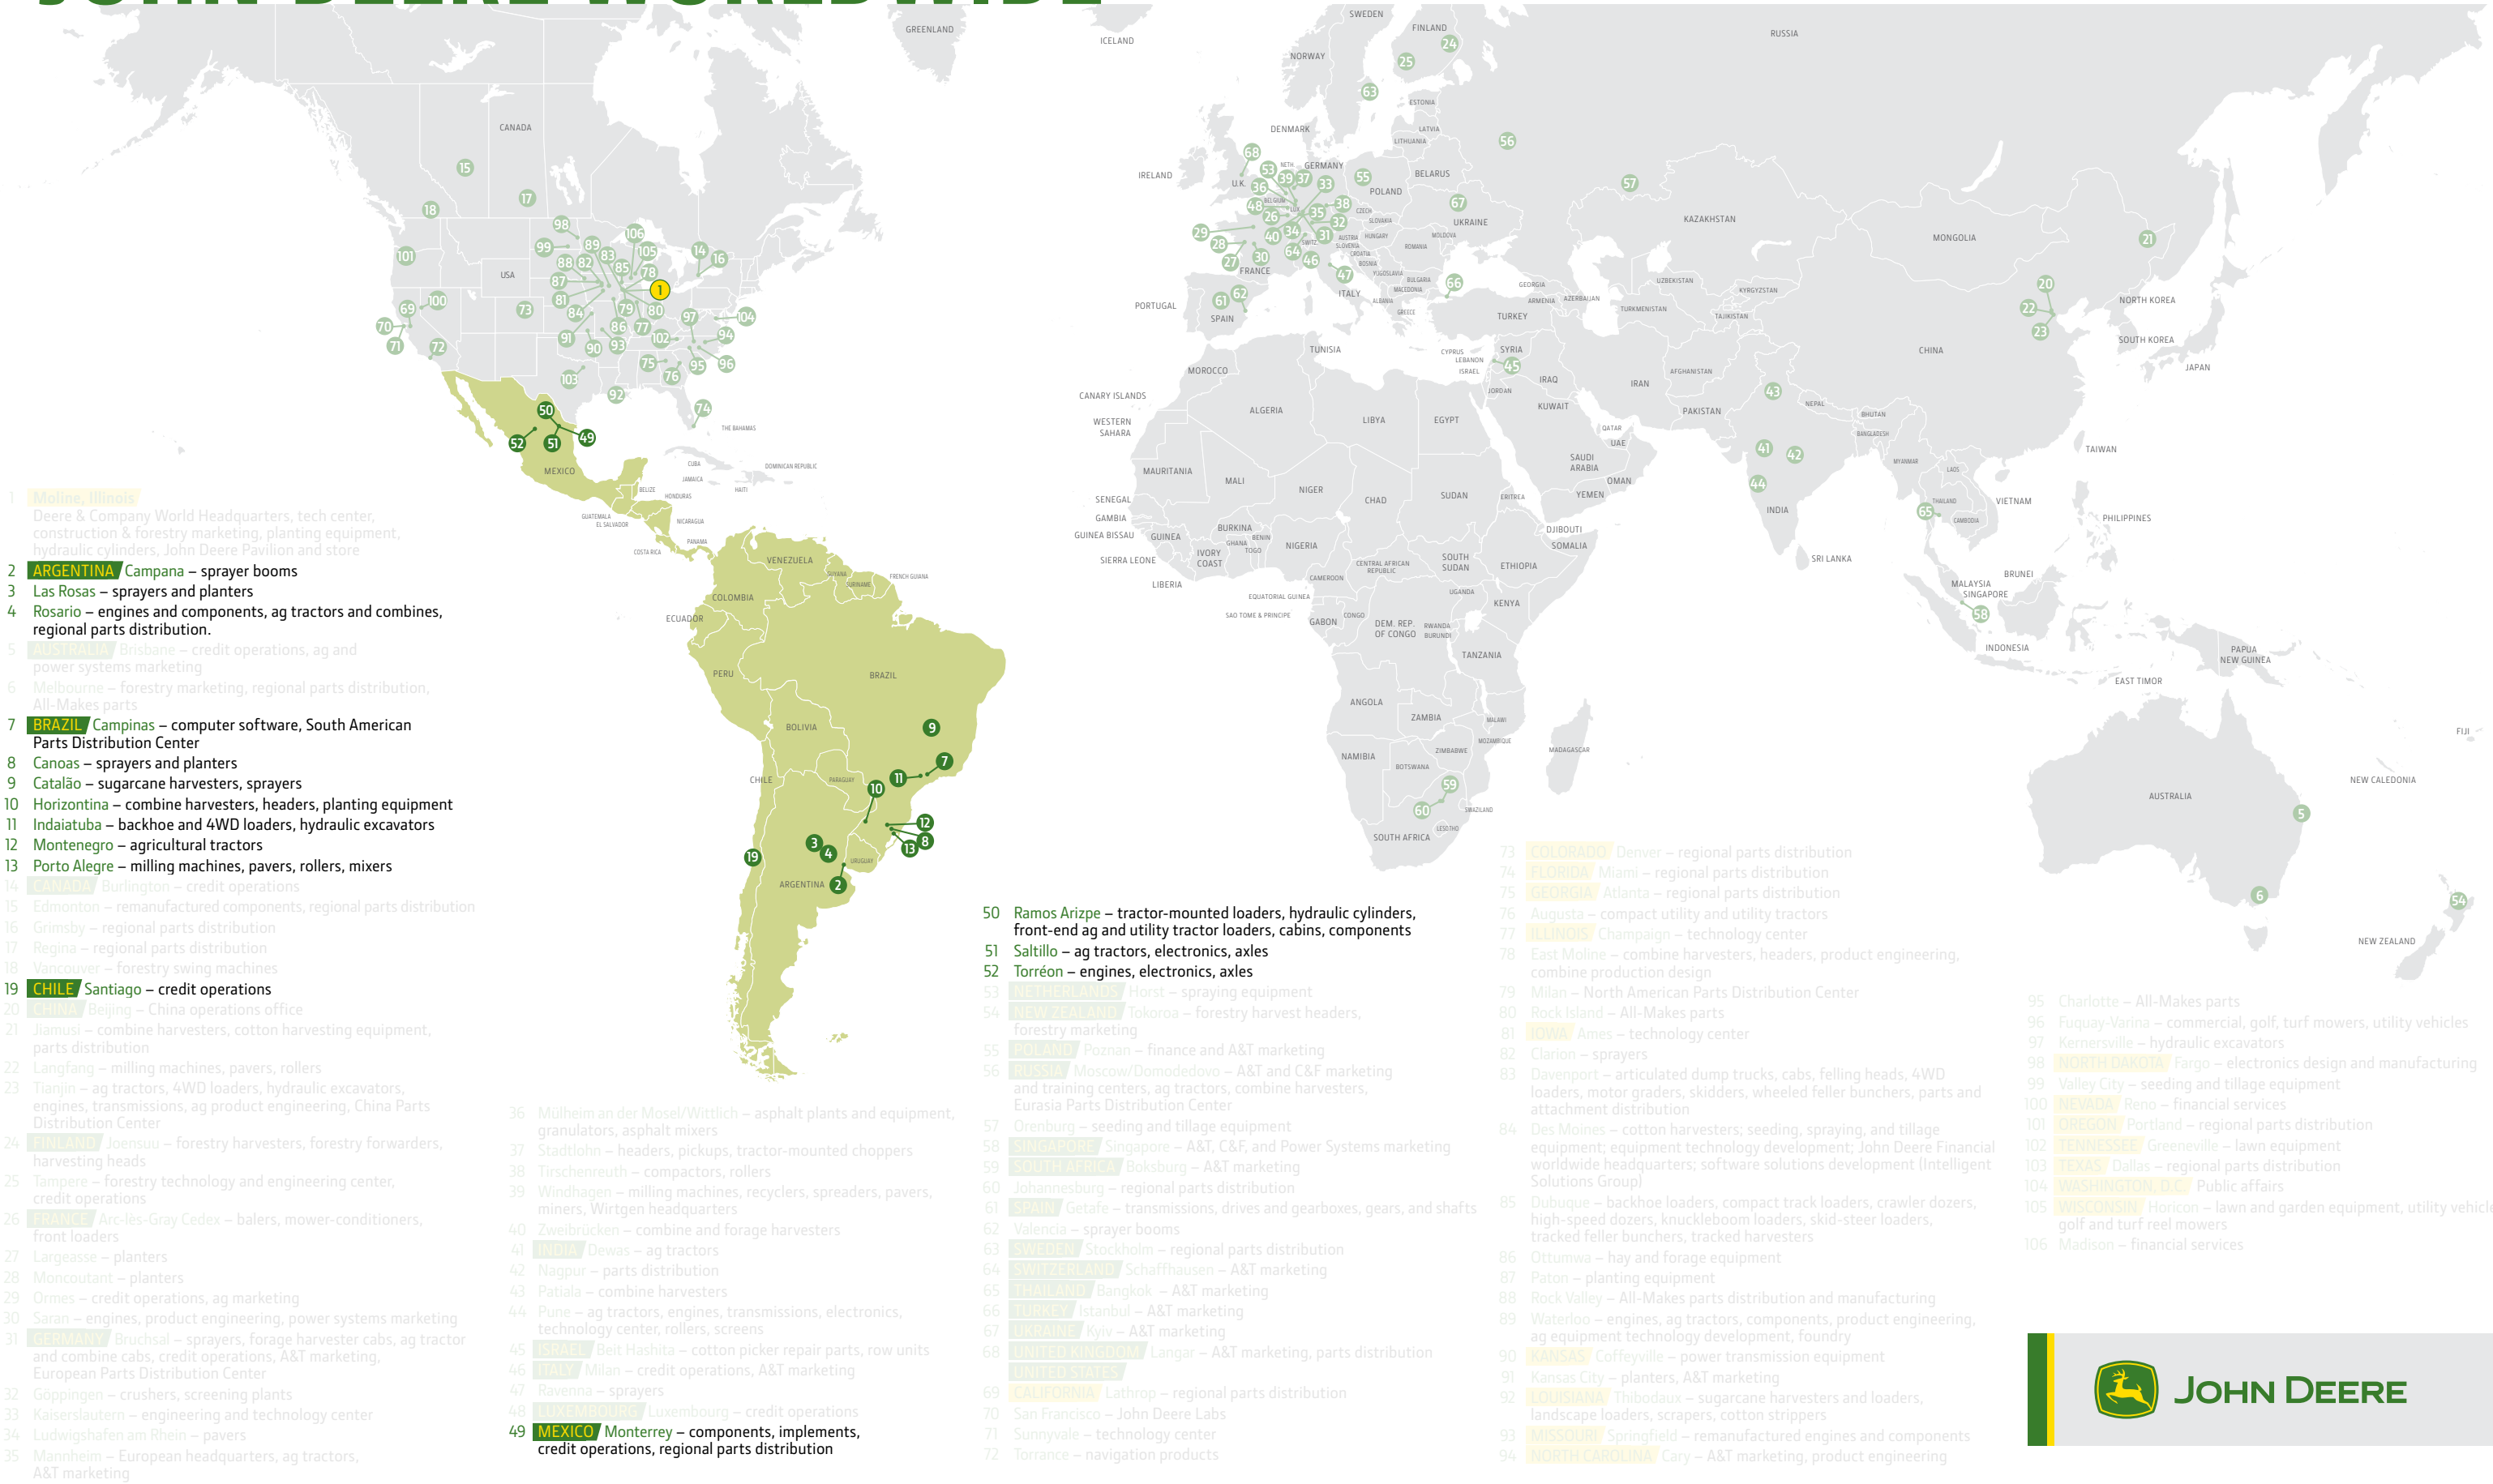 JOHN DEERE WORLDWIDE
GREENLAND
ICELAND
SWEDEN
FINLAND
NORWAY
RUSSIA
ESTONIA
LATVIA
LITHUANIA
DENMARK
CANADA
IRELAND
U.K.
NETH.
GERMANY
POLAND
BELARUS
BELGIUM
LUX.
CZECH
SLOVAKIA
UKRAINE
AUSTRIA
HUNGARY
MOLDOVA
SLOVENIA
ROMANIA
SWITZ.
CROATIA
BOSNIA
YUGOSLAVIA
BULGARIA
MACEDONIA
ALBANIA
GREECE
FRANCE
ITALY
PORTUGAL
SPAIN
USA
KAZAKHSTAN
MONGOLIA
GEORGIA
ARMENIA
AZERBAIJAN
UZBEKISTAN
TURKMENISTAN
KYRGYZSTAN
TAJIKISTAN
TURKEY
NORTH KOREA
SOUTH KOREA
JAPAN
CHINA
TUNISIA
MOROCCO
CYPRUS
LEBANON
ISRAEL
SYRIA
JORDAN
IRAQ
IRAN
KUWAIT
AFGHANISTAN
PAKISTAN
NEPAL
BHUTAN
BANGLADESH
CANARY ISLANDS
WESTERN
SAHARA
ALGERIA
LIBYA
EGYPT
QATAR
UAE
SAUDI
ARABIA
OMAN
YEMEN
INDIA
MYANMAR
LAOS
THAILAND
VIETNAM
CAMBODIA
TAIWAN
PHILIPPINES
SRI LANKA
MALAYSIA
SINGAPORE
BRUNEI
INDONESIA
EAST TIMOR
PAPUA
NEW GUINEA
THE BAHAMAS
CUBA
DOMINICAN REPUBLIC
JAMAICA
HAITI
MEXICO
BELIZE
HONDURAS
GUATEMALA
EL SALVADOR
NICARAGUA
PANAMA
COSTA RICA
VENEZUELA
GUYANA
SURINAME
FRENCH GUIANA
COLOMBIA
ECUADOR
PERU
BRAZIL
BOLIVIA
PARAGUAY
CHILE
URUGUAY
ARGENTINA
MAURITANIA
MALI
NIGER
CHAD
SUDAN
ERITREA
SENEGAL
GAMBIA
GUINEA BISSAU
GUINEA
SIERRA LEONE
LIBERIA
BURKINA
IVORY
COAST
GHANA
BENIN
TOGO
NIGERIA
CAMEROON
CENTRAL AFRICAN
REPUBLIC
SOUTH
SUDAN
ETHIOPIA
DJIBOUTI
SOMALIA
EQUATORIAL GUINEA
SAO TOME & PRINCIPE
GABON
CONGO
DEM. REP.
OF CONGO
UGANDA
KENYA
RWANDA
BURUNDI
TANZANIA
ANGOLA
ZAMBIA
MALAWI
MOZAMBIQUE
ZIMBABWE
MADAGASCAR
NAMIBIA
BOTSWANA
SWAZILAND
LESOTHO
SOUTH AFRICA
AUSTRALIA
FIJI
NEW CALEDONIA
NEW ZEALAND
1 Moline, Illinois
Deere & Company World Headquarters, tech center,
construction & forestry marketing, planting equipment,
hydraulic cylinders, John Deere Pavilion and store
2 ARGENTINA Campana – sprayer booms
3 Las Rosas – sprayers and planters
4 Rosario – engines and components, ag tractors and combines,
regional parts distribution.
5 AUSTRALIA Brisbane – credit operations, ag and
power systems marketing
6 Melbourne – forestry marketing, regional parts distribution,
All-Makes parts
7 BRAZIL Campinas – computer software, South American
Parts Distribution Center
8 Canoas – sprayers and planters
9 Catalão – sugarcane harvesters, sprayers
10 Horizontina – combine harvesters, headers, planting equipment
11 Indaiatuba – backhoe and 4WD loaders, hydraulic excavators
12 Montenegro – agricultural tractors
13 Porto Alegre – milling machines, pavers, rollers, mixers
14 CANADA Burlington – credit operations
15 Edmonton – remanufactured components, regional parts distribution
16 Grimsby – regional parts distribution
17 Regina – regional parts distribution
18 Vancouver – forestry swing machines
19 CHILE Santiago – credit operations
20 CHINA Beijing – China operations office
21 Jiamusi – combine harvesters, cotton harvesting equipment,
parts distribution
22 Langfang – milling machines, pavers, rollers
23 Tianjin – ag tractors, 4WD loaders, hydraulic excavators,
engines, transmissions, ag product engineering, China Parts
Distribution Center
24 FINLAND Joensuu – forestry harvesters, forestry forwarders,
harvesting heads
25 Tampere – forestry technology and engineering center,
credit operations
26 FRANCE Arc-lès-Gray Cedex – balers, mower-conditioners,
front loaders
27 Largeasse – planters
28 Moncoutant – planters
29 Ormes – credit operations, ag marketing
30 Saran – engines, product engineering, power systems marketing
31 GERMANY Bruchsal – sprayers, forage harvester cabs, ag tractor
and combine cabs, credit operations, A&T marketing,
European Parts Distribution Center
32 Göppingen – crushers, screening plants
33 Kaiserslautern – engineering and technology center
34 Ludwigshafen am Rhein – pavers
35 Mannheim – European headquarters, ag tractors,
A&T marketing
36 Mülheim an der Mosel/Wittlich – asphalt plants and equipment,
granulators, asphalt mixers
37 Stadtlohn – headers, pickups, tractor-mounted choppers
38 Tirschenreuth – compactors, rollers
39 Windhagen – milling machines, recyclers, spreaders, pavers,
miners, Wirtgen headquarters
40 Zweibrücken – combine and forage harvesters
41 INDIA Dewas – ag tractors
42 Nagpur – parts distribution
43 Patiala – combine harvesters
44 Pune – ag tractors, engines, transmissions, electronics,
technology center, rollers, screens
45 ISRAEL Beit Hashita – cotton picker repair parts, row units
46 ITALY Milan – credit operations, A&T marketing
47 Ravenna – sprayers
48 LUXEMBOURG Luxembourg – credit operations
49 MEXICO Monterrey – components, implements,
credit operations, regional parts distribution
50 Ramos Arizpe – tractor-mounted loaders, hydraulic cylinders,
front-end ag and utility tractor loaders, cabins, components
51 Saltillo – ag tractors, electronics, axles
52 Torréon – engines, electronics, axles
53 NETHERLANDS Horst – spraying equipment
54 NEW ZEALAND Tokoroa – forestry harvest headers,
forestry marketing
55 POLAND Poznan – finance and A&T marketing
56 RUSSIA Moscow/Domodedovo – A&T and C&F marketing
and training centers, ag tractors, combine harvesters,
Eurasia Parts Distribution Center
57 Orenburg – seeding and tillage equipment
58 SINGAPORE Singapore – A&T, C&F, and Power Systems marketing
59 SOUTH AFRICA Boksburg – A&T marketing
60 Johannesburg – regional parts distribution
61 SPAIN Getafe – transmissions, drives and gearboxes, gears, and shafts
62 Valencia – sprayer booms
63 SWEDEN Stockholm – regional parts distribution
64 SWITZERLAND Schaffhausen – A&T marketing
65 THAILAND Bangkok – A&T marketing
66 TURKEY Istanbul – A&T marketing
67 UKRAINE Kyiv – A&T marketing
68 UNITED KINGDOM Langar – A&T marketing, parts distribution
UNITED STATES
69 CALIFORNIA Lathrop – regional parts distribution
70 San Francisco – John Deere Labs
71 Sunnyvale – technology center
72 Torrance – navigation products
73 COLORADO Denver – regional parts distribution
74 FLORIDA Miami – regional parts distribution
75 GEORGIA Atlanta – regional parts distribution
76 Augusta – compact utility and utility tractors
77 ILLINOIS Champaign – technology center
78 East Moline – combine harvesters, headers, product engineering,
combine production design
79 Milan – North American Parts Distribution Center
80 Rock Island – All-Makes parts
81 IOWA Ames – technology center
82 Clarion – sprayers
83 Davenport – articulated dump trucks, cabs, felling heads, 4WD
loaders, motor graders, skidders, wheeled feller bunchers, parts and
attachment distribution
84 Des Moines – cotton harvesters; seeding, spraying, and tillage
equipment; equipment technology development; John Deere Financial
worldwide headquarters; software solutions development (Intelligent
Solutions Group)
85 Dubuque – backhoe loaders, compact track loaders, crawler dozers,
high-speed dozers, knuckleboom loaders, skid-steer loaders,
tracked feller bunchers, tracked harvesters
86 Ottumwa – hay and forage equipment
87 Paton – planting equipment
88 Rock Valley – All-Makes parts distribution and manufacturing
89 Waterloo – engines, ag tractors, components, product engineering,
ag equipment technology development, foundry
90 KANSAS Coffeyville – power transmission equipment
91 Kansas City – planters, A&T marketing
92 LOUISIANA Thibodaux – sugarcane harvesters and loaders,
landscape loaders, scrapers, cotton strippers
93 MISSOURI Springfield – remanufactured engines and components
94 NORTH CAROLINA Cary – A&T marketing, product engineering
95 Charlotte – All-Makes parts
96 Fuquay-Varina – commercial, golf, turf mowers, utility vehicles
97 Kernersville – hydraulic excavators
98 NORTH DAKOTA Fargo – electronics design and manufacturing
99 Valley City – seeding and tillage equipment
100 NEVADA Reno – financial services
101 OREGON Portland – regional parts distribution
102 TENNESSEE Greeneville – lawn equipment
103 TEXAS Dallas – regional parts distribution
104 WASHINGTON, D.C. Public affairs
105 WISCONSIN Horicon – lawn and garden equipment, utility vehicle
golf and turf reel mowers
106 Madison – financial services
JOHN DEERE